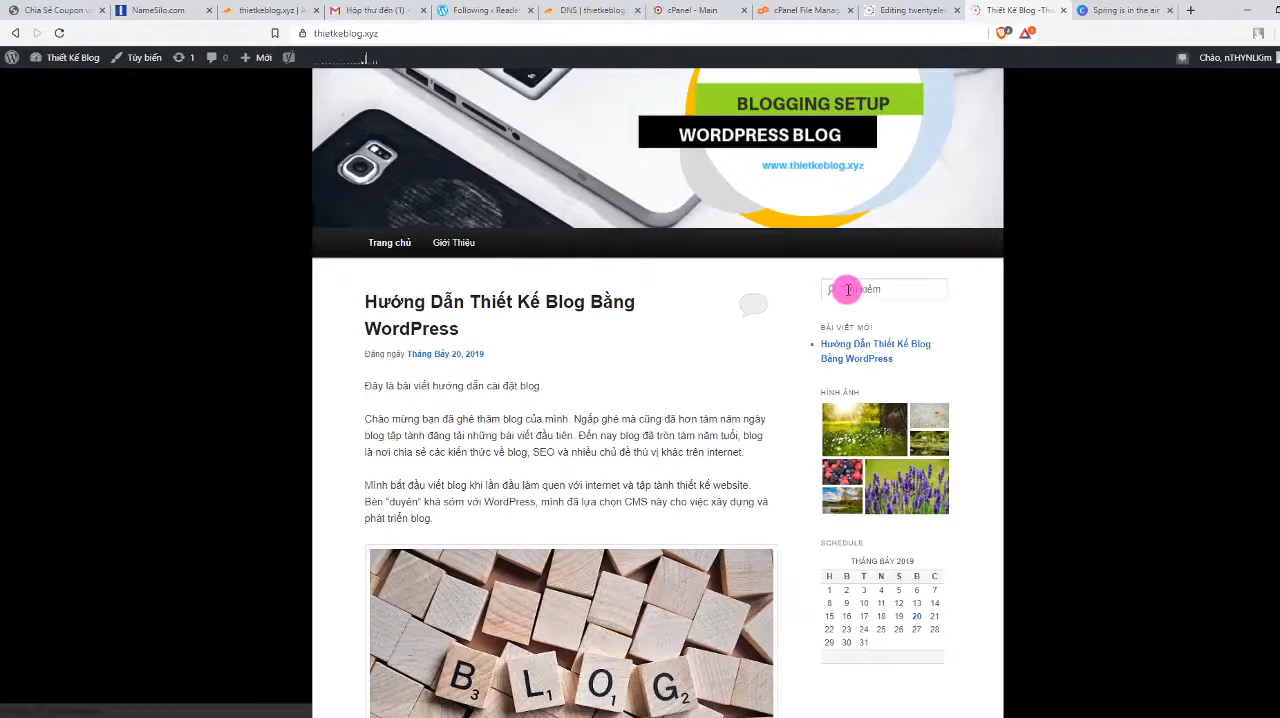 Chia Sẻ Coupon v
NameSilo.com
thietkeblog.xyz | A
Hộp thư đến (1) -
Following ‹ Reade
DNS | thietkeblog.
cPanel - Main
cPanel File Manag
Editing twentyelev
Thiết Kế Blog -Thi
Spring is in the air
thietkeblog.xyz
Thiết Kế Blog
Tùy biến
1
0
Mới
Chào, nTHYNLKim
BLOGGING SETUP
WORDPRESS BLOG
www.thietkeblog.xyz
Trang chủ
Giới Thiệu
Hướng Dẫn Thiết Kế Blog Bằng
WordPress
Đăng ngày Tháng Bảy 20, 2019
Đây là bài viết hướng dẫn cài đặt blog.
Chào mừng bạn đã ghé thăm blog của mình. Ngấp ghé mà cũng đã hơn tám năm ngày
blog tập tành đăng tải những bài viết đầu tiên. Đến nay blog đã tròn tám năm tuổi, blog
là nơi chia sẻ các kiến thức về blog, SEO và nhiều chủ đề thú vị khác trên internet.
Mình bắt đầu viết blog khi lần đầu làm quen với internet và tập tành thiết kế website.
Bén “duyên” khá sớm với WordPress, mình đã lựa chọn CMS này cho việc xây dựng và
phát triển blog.
B3 L1 O1 G2
kiếm
BÀI VIẾT MỚI
Hướng Dẫn Thiết Kế Blog
Bằng WordPress
HÌNH ẢNH
SCHEDULE
THÁNG BẢY 2019
H B T N S B C
1 2 3 4 5 6 7
8 9 10 11 12 13 14
15 16 17 18 19 20 21
22 23 24 25 26 27 28
29 30 31